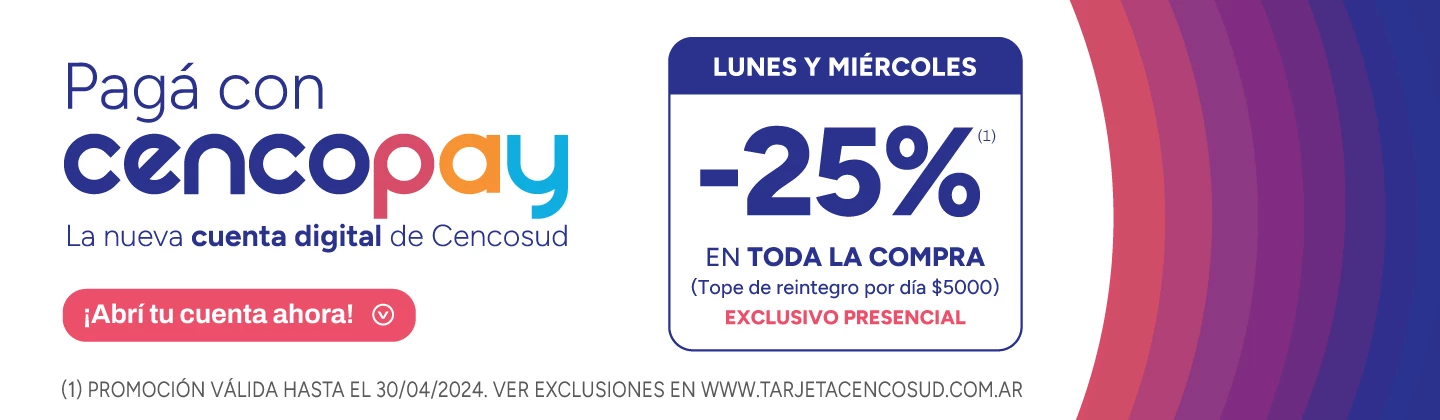 Pagá con
cencopay
La nueva cuenta digital de Cencosud
¡Abrí tu cuenta ahora!
LUNES Y MIÉRCOLES
-25% (1)
EN TODA LA COMPRA
(Tope de reintegro por día $5000)
EXCLUSIVO PRESENCIAL
(1) PROMOCIÓN VÁLIDA HASTA EL 30/04/2024. VER EXCLUSIONES EN WWW.TARJETACENCOSUD.COM.AR